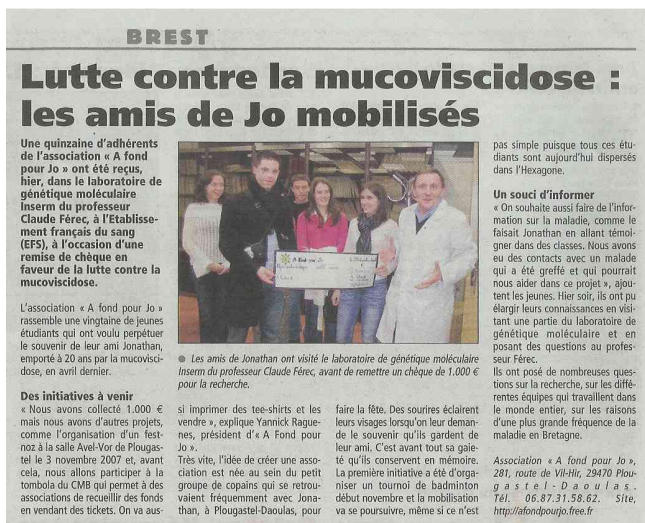 BREST
Lutte contre la mucoviscidose :
les amis de Jo mobilisés
Une quinzaine d'adhérents
de l'association « A fond
pour Jo » ont été reçus,
hier, dans le laboratoire de
génétique moléculaire
Inserm du professeur
Claude Férec, à l'Etablisse-
ment français du sang
(EFS), à l'occasion d'une
remise de chèque en
faveur de la lutte contre la
mucoviscidose.
L'association « A fond pour Jo »
rassemble une vingtaine de jeunes
étudiants qui ont voulu perpétuer
le souvenir de leur ami Jonathan,
emporté à 20 ans par la mucovisci-
dose, en avril dernier.
Des initiatives à venir
« Nous avons collecté 1.000 €
mais nous avons d'autres projets,
comme l'organisation d'un fest-
noz à la salle Avel-Vor de Plougas-
tel le 3 novembre 2007 et, avant
cela, nous allons participer à la
tombola du CMB qui permet à des
associations de recueillir des fonds
en vendant des tickets. On va aus-
A fond pour Jo
● Les amis de Jonathan ont visité le laboratoire de génétique moléculaire
Inserm du professeur Claude Férec, avant de remettre un chèque de 1.000 €
pour la recherche.
si imprimer des tee-shirts et les
vendre », explique Yannick Rague-
nes, président d'« A Fond pour
Jo ».
Très vite, l'idée de créer une asso-
ciation est née au sein du petit
groupe de copains qui se retrou-
vaient fréquemment avec Jona-
than, à Plougastel-Daoulas, pour
faire la fête. Des sourires éclairent
leurs visages lorsqu'on leur deman-
de le souvenir qu'ils gardent de
leur ami. C'est avant tout sa gaie-
té qu'ils conservent en mémoire.
La première initiative a été d'orga-
niser un tournoi de badminton
début novembre et la mobilisation
va se poursuivre, même si ce n'est
pas simple puisque tous ces étu-
diants sont aujourd'hui dispersés
dans l'Hexagone.
Un souci d'informer
« On souhaite aussi faire de l'infor-
mation sur la maladie, comme le
faisait Jonathan en allant témoi-
gner dans des classes. Nous avons
eu des contacts avec un malade
qui a été greffé et qui pourrait
nous aider dans ce projet », ajou-
tent les jeunes. Hier soir, ils ont pu
élargir leurs connaissances en visi-
tant une partie du laboratoire de
génétique moléculaire et en
posant des questions au profes-
seur Férec.
Ils ont posé de nombreuses ques-
tions sur la recherche, sur les diffé-
rentes équipes qui travaillent dans
le monde entier, sur les raisons
d'une plus grande fréquence de la
maladie en Bretagne.
Association « A fond pour Jo »,
281, route de Vil-Hir, 29470 Plou-
gastel-Daoulas.
Tél. 06.87.31.58.62. Site,
http://afondpourjo.free.fr